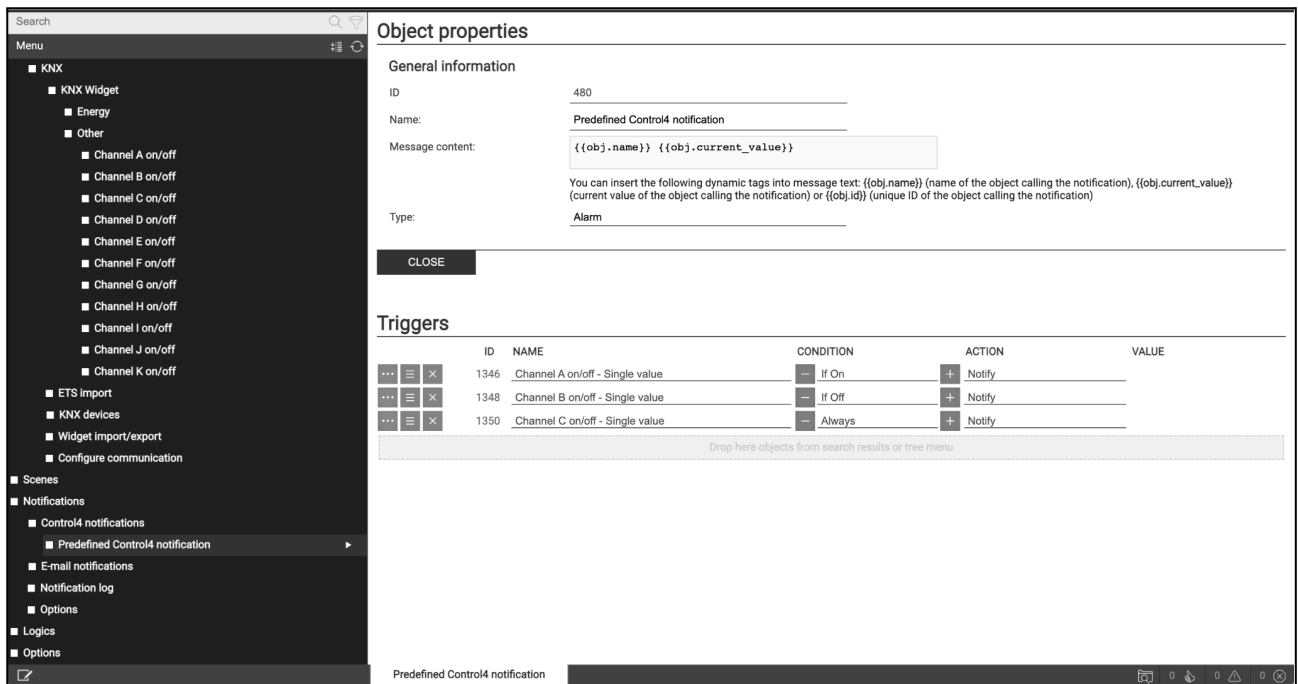 Search
Menu
KNX
KNX Widget
Energy
Other
Channel A on/off
Channel B on/off
Channel C on/off
Channel D on/off
Channel E on/off
Channel F on/off
Channel G on/off
Channel H on/off
Channel I on/off
Channel J on/off
Channel K on/off
ETS import
KNX devices
Widget import/export
Configure communication
Scenes
Notifications
Control4 notifications
Predefined Control4 notification
E-mail notifications
Notification log
Options
Logics
Options
Object properties
General information
ID 480
Name: Predefined Control4 notification
Message content: {{obj.name}} {{obj.current_value}}
You can insert the following dynamic tags into message text: {{obj.name}} (name of the object calling the notification), {{obj.current_value}}
(current value of the object calling the notification) or {{obj.id}} (unique ID of the object calling the notification)
Type: Alarm
CLOSE
Triggers
ID NAME CONDITION ACTION VALUE
1346 Channel A on/off - Single value If On Notify
1348 Channel B on/off - Single value If Off Notify
1350 Channel C on/off - Single value Always Notify
Drop here objects from search results or tree menu
Predefined Control4 notification 0 0 0